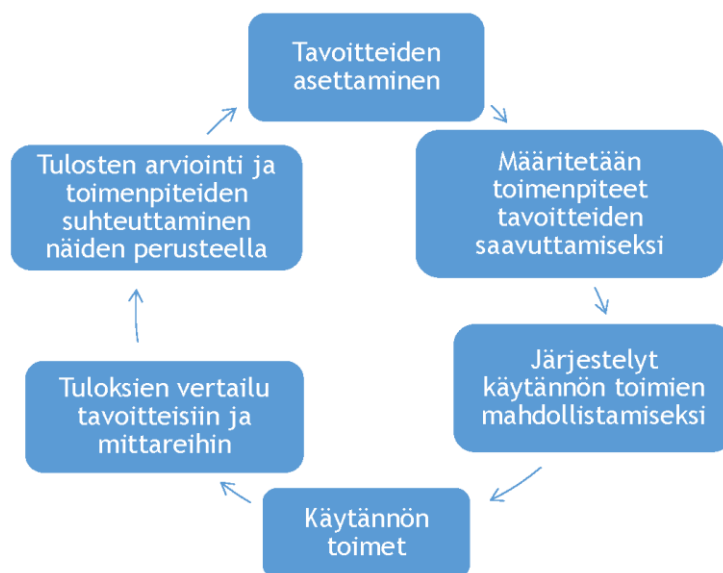 Tavoitteiden
asettaminen
Määritetään
toimenpiteet
tavoitteiden
saavuttamiseksi
Järjestelyt
käytännön toimien
mahdollistamiseksi
Käytännön
toimet
Tuloksien vertailu
tavoitteisiin ja
mittareihin
Tulosten arviointi ja
toimenpiteiden
suhteuttaminen
näiden perusteella